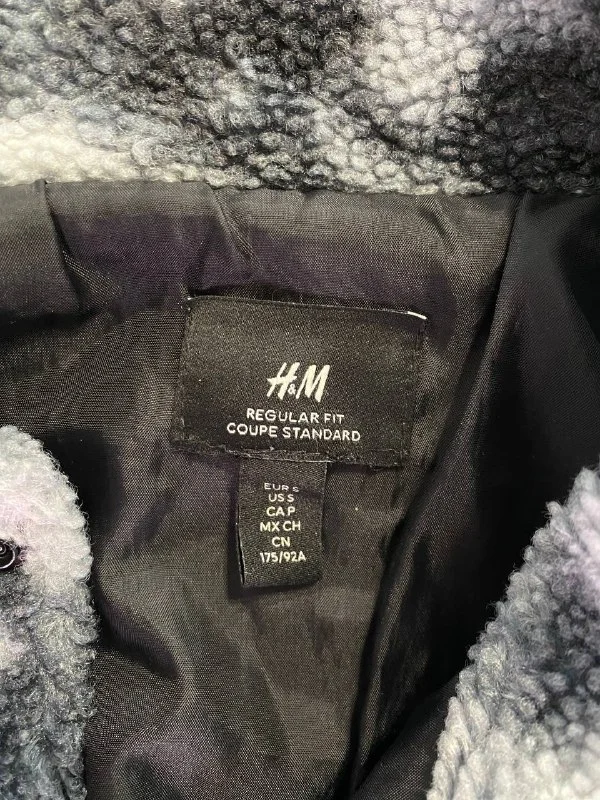 H&M
REGULAR FIT
COUPE STANDARD
EUR S
US S
CA P
MX CH
CN
175/92A